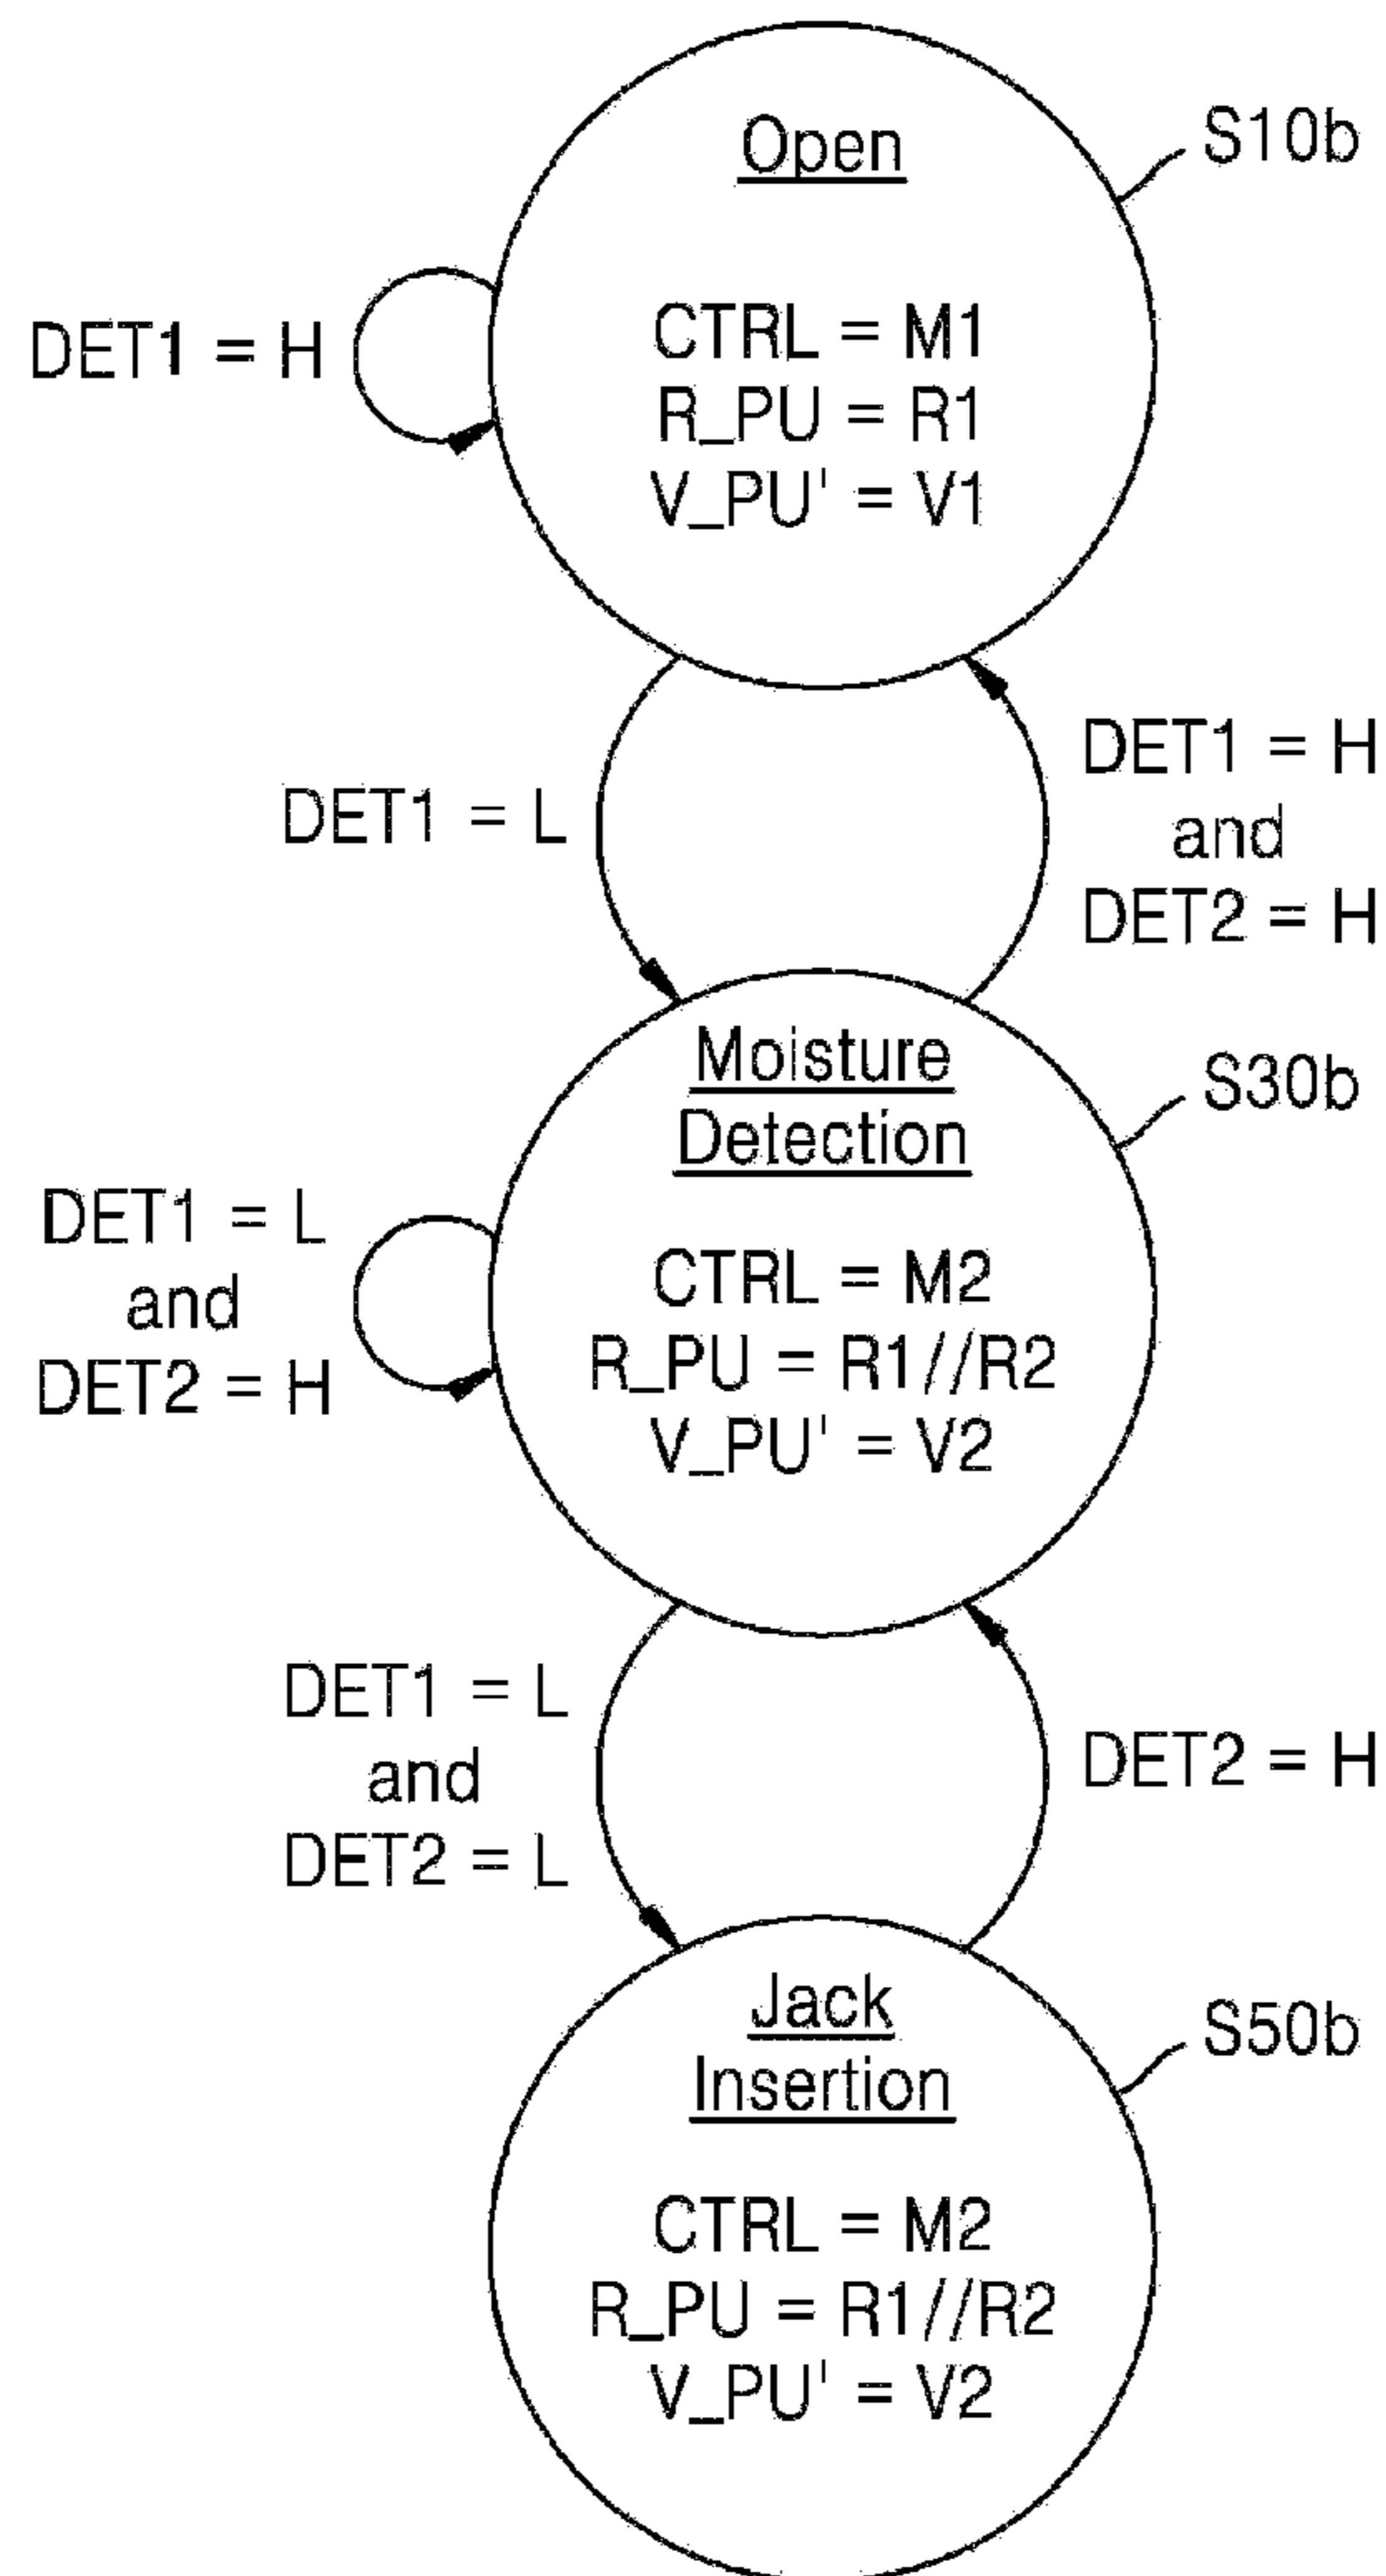 Open
S10b
CTRL = M1
R_PU = R1
V_PU' = V1
DET1 = H
DET1 = L
DET1 = H
and
DET2 = H
Moisture
Detection
S30b
CTRL = M2
R_PU = R1//R2
V_PU' = V2
DET1 = L
and
DET2 = H
DET1 = L
and
DET2 = L
DET2 = H
Jack
Insertion
S50b
CTRL = M2
R_PU = R1//R2
V_PU' = V2